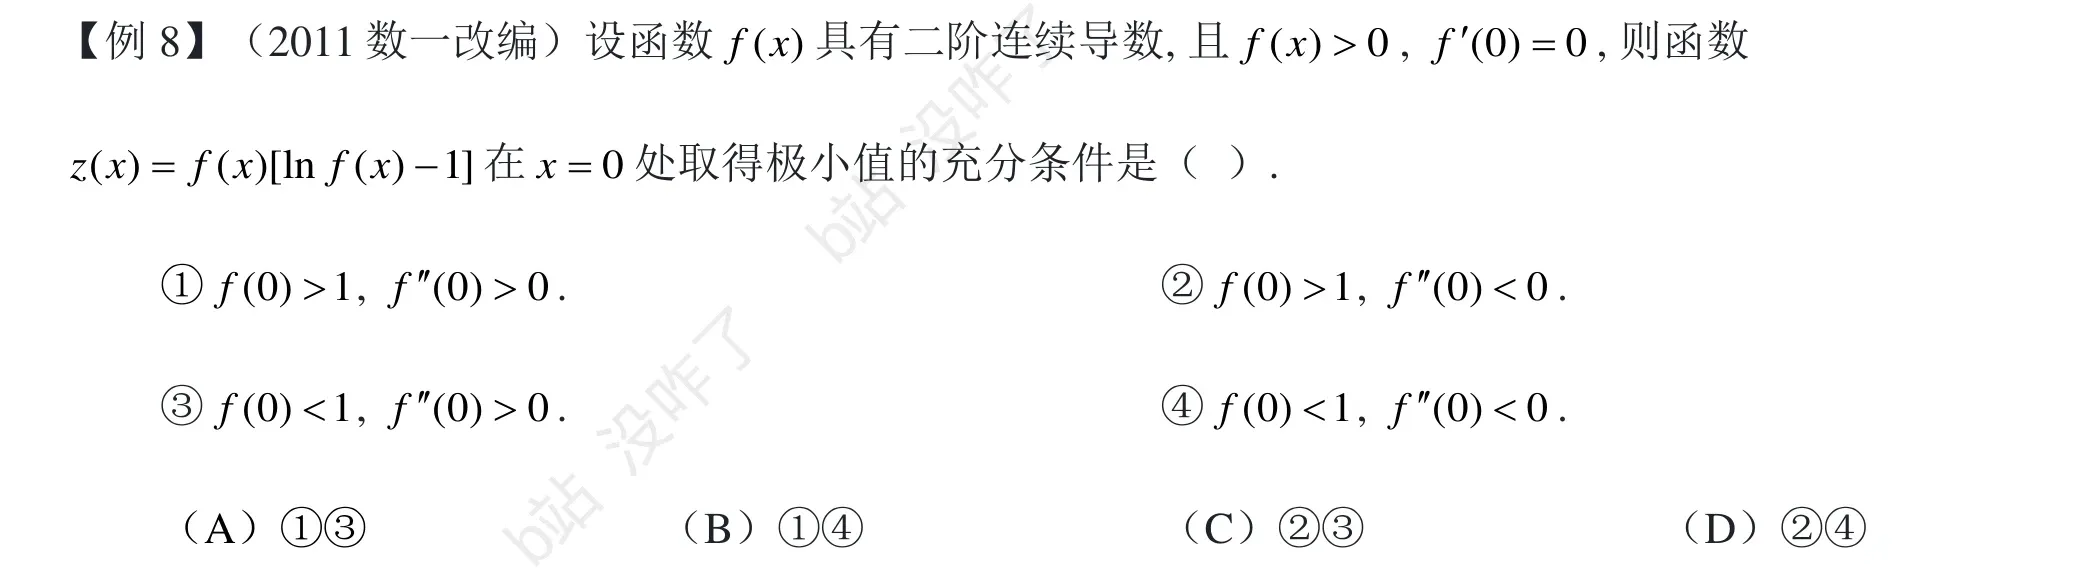 【例 8】（2011 数一改编）设函数 f(x) 具有二阶连续导数, 且 f(x) > 0 , f′(0) = 0 , 则函数
z(x) = f(x)[ln f(x) − 1] 在 x = 0 处取得极小值的充分条件是（ ）.
① f(0) > 1, f″(0) > 0 . ② f(0) > 1, f″(0) < 0 .
③ f(0) < 1, f″(0) > 0 . ④ f(0) < 1, f″(0) < 0 .
（A）①③ （B）①④ （C）②③ （D）②④
b站 没咋了
b站 没咋了